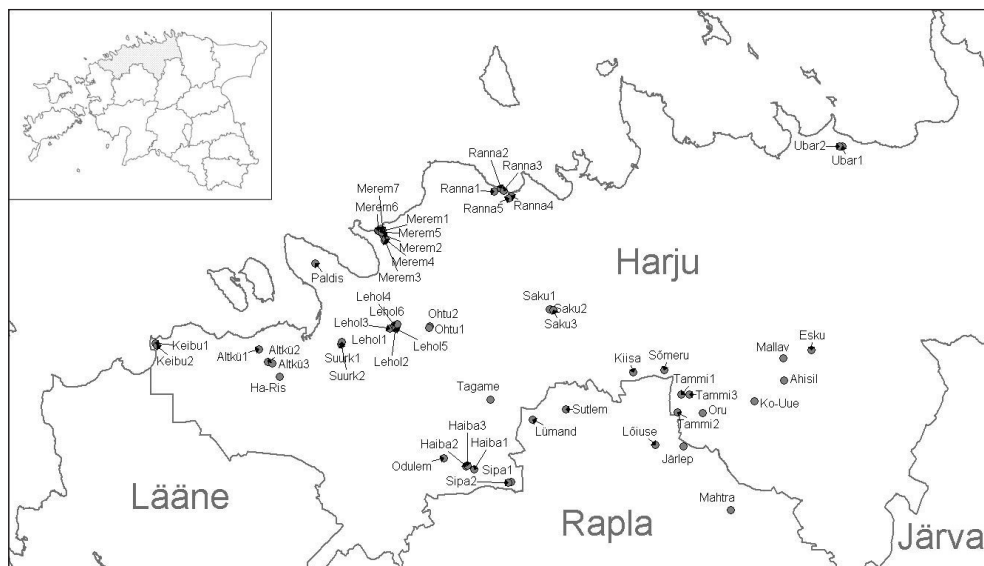 Ubar2
Ubar1
Ranna2
Ranna3
Ranna1
Ranna4
Ranna5
Merem7
Merem6
Merem1
Merem5
Merem2
Merem4
Merem3
Harju
Paldis
Lehol4
Lehol6
Lehol3
Lehol1
Lehol2
Lehol5
Ohtu2
Ohtu1
Saku1
Saku2
Saku3
Keibu1
Keibu2
Altkü1
Altkü2
Altkü3
Ha-Ris
Suurk1
Suurk2
Esku
Mallav
Ahisil
Ko-Uue
Kiisa
Sõmeru
Tammi1
Tammi3
Tammi2
Oru
Tagame
Sutlem
Lümand
Lõiuse
Järlep
Haiba3
Haiba2
Haiba1
Odulem
Sipa1
Sipa2
Mahtra
Lääne
Rapla
Järva